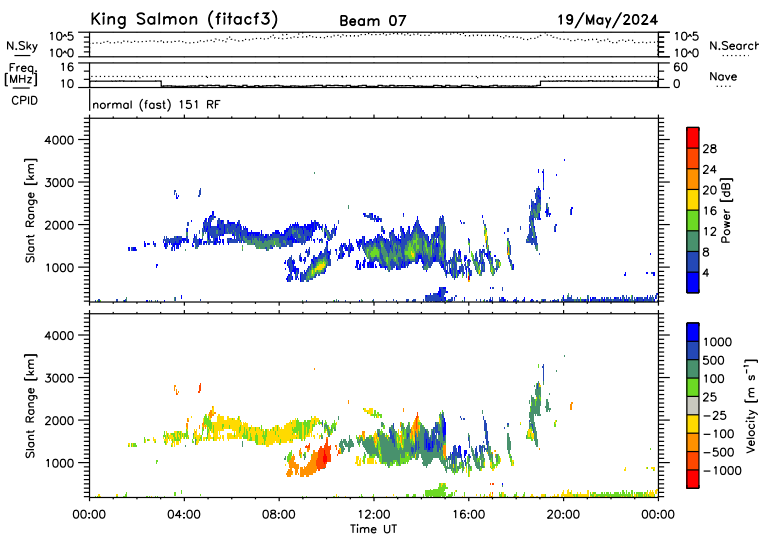 King Salmon (fitacf3) Beam 07 19/May/2024
N.Sky 10^5 10^5 N.Search
10^0 10^0
Freq. 16 60 Nave
[MHz] 10 0
CPID normal (fast) 151 RF
Slant Range [km]
4000
3000
2000
1000
Power [dB]
28
24
20
16
12
8
4
Slant Range [km]
4000
3000
2000
1000
Velocity [m s⁻¹]
1000
500
100
25
−25
−100
−500
−1000
00:00 04:00 08:00 12:00 16:00 20:00 00:00
Time UT